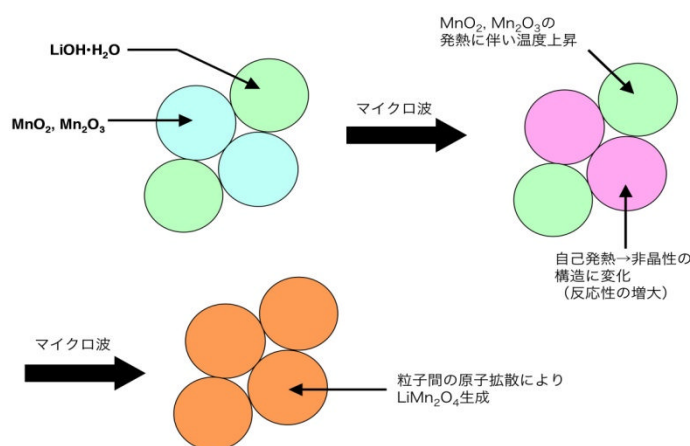 LiOH・H₂O
MnO₂, Mn₂O₃
マイクロ波
MnO₂, Mn₂O₃の
発熱に伴い温度上昇
自己発熱→非晶性の
構造に変化
（反応性の増大）
マイクロ波
粒子間の原子拡散により
LiMn₂O₄生成